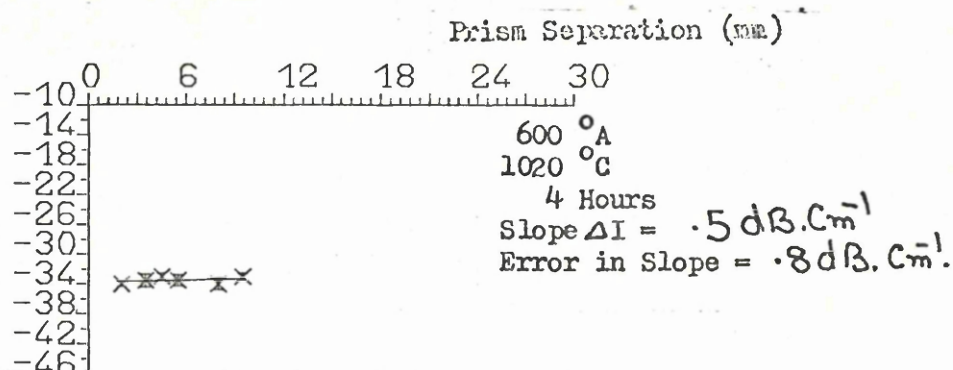 Prism Separation (mm)
0 6 12 18 24 30
-10
-14
-18
-22
-26
-30
-34
-38
-42
-46
600 °A
1020 °C
4 Hours
Slope ΔI = .5 dB.Cm⁻¹
Error in Slope = .8 dB.Cm⁻¹.